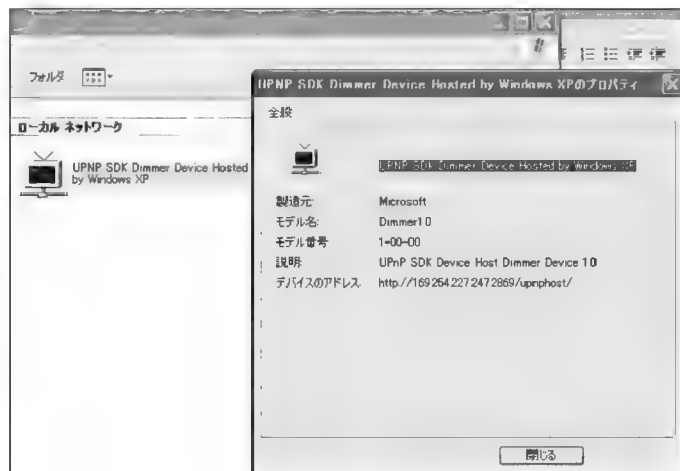 フォルダ
ローカル ネットワーク
UPNP SDK Dimmer Device Hosted
by Windows XP
UPNP SDK Dimmer Device Hosted by Windows XPのプロパティ
全般
UPNP SDK Dimmer Device Hosted by Windows XP
製造元: Microsoft
モデル名: Dimmer1.0
モデル番号 1-00-00
説明: UPnP SDK Device Host Dimmer Device 1.0
デバイスのアドレス: http://169.254.227.247:2869/upnphost/
閉じる